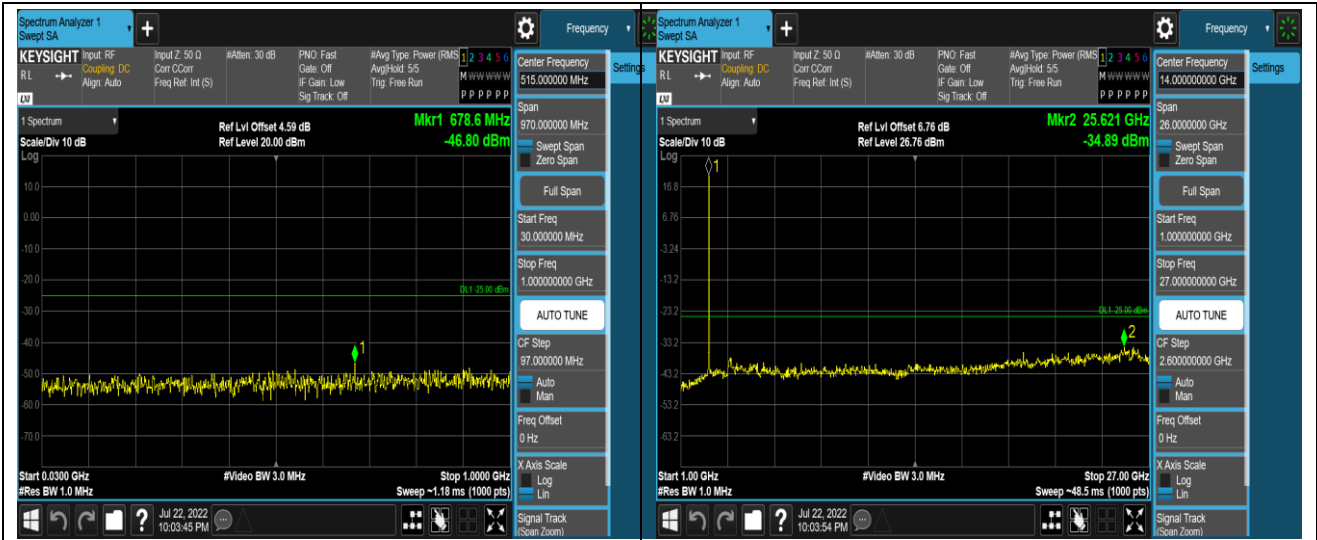 Spectrum Analyzer 1
Swept SA
+
Frequency
KEYSIGHT
Input: RF
Coupling: DC
Align: Auto
Input Z: 50 Ω
Corr CCorr
Freq Ref: Int (S)
#Atten: 30 dB
PNO: Fast
Gate: Off
IF Gain: Low
Sig Track: Off
#Avg Type: Power (RMS
Avg|Hold: 5/5
Trig: Free Run
1 2 3 4 5 6
M W W W W W
P P P P P P
RL
LXI
1 Spectrum
Scale/Div 10 dB
Log
Ref Lvl Offset 4.59 dB
Ref Level 20.00 dBm
Mkr1 678.6 MHz
-46.80 dBm
10.0
0.00
-10.0
-20.0
-30.0
-40.0
-50.0
-60.0
-70.0
DL1 -25.00 dBm
1
Start 0.0300 GHz
#Res BW 1.0 MHz
#Video BW 3.0 MHz
Stop 1.0000 GHz
Sweep ~1.18 ms (1000 pts)
Jul 22, 2022
10:03:45 PM
Center Frequency
515.000000 MHz
Span
970.000000 MHz
Swept Span
Zero Span
Full Span
Start Freq
30.000000 MHz
Stop Freq
1.000000000 GHz
AUTO TUNE
CF Step
97.000000 MHz
Auto
Man
Freq Offset
0 Hz
X Axis Scale
Log
Lin
Signal Track
(Span Zoom)
Settings
Spectrum Analyzer 1
Swept SA
+
Frequency
KEYSIGHT
Input: RF
Coupling: DC
Align: Auto
Input Z: 50 Ω
Corr CCorr
Freq Ref: Int (S)
#Atten: 30 dB
PNO: Fast
Gate: Off
IF Gain: Low
Sig Track: Off
#Avg Type: Power (RMS
Avg|Hold: 5/5
Trig: Free Run
1 2 3 4 5 6
M W W W W W
P P P P P P
RL
LXI
1 Spectrum
Scale/Div 10 dB
Log
Ref Lvl Offset 6.76 dB
Ref Level 26.76 dBm
Mkr2 25.621 GHz
-34.89 dBm
1
16.8
6.76
-3.24
-13.2
-23.2
-33.2
-43.2
-53.2
-63.2
DL1 -25.00 dBm
2
Start 1.00 GHz
#Res BW 1.0 MHz
#Video BW 3.0 MHz
Stop 27.00 GHz
Sweep ~48.5 ms (1000 pts)
Jul 22, 2022
10:03:54 PM
Center Frequency
14.000000000 GHz
Span
26.0000000 GHz
Swept Span
Zero Span
Full Span
Start Freq
1.000000000 GHz
Stop Freq
27.000000000 GHz
AUTO TUNE
CF Step
2.600000000 GHz
Auto
Man
Freq Offset
0 Hz
X Axis Scale
Log
Lin
Signal Track
(Span Zoom)
Settings